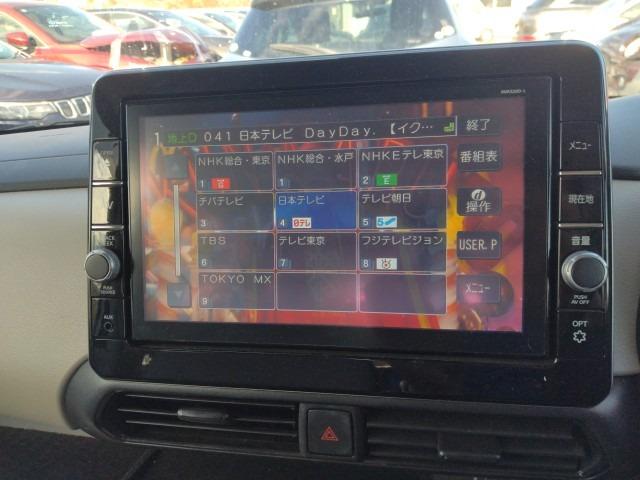 1 地上D 041 日本テレビ DayDay. 【イク… 終了
NHK総合・東京 NHK総合・水戸 NHKEテレ東京
1 G 1 2 E
チバテレビ 日本テレビ テレビ朝日
3 4 日テレ 5 5
TBS テレビ東京 フジテレビジョン
6 7 8
TOKYO MX
9
番組表
d
操作
USER. P
メニュー
AUX
メニュー
現在地
音量
PUSH
AV OFF
OPT